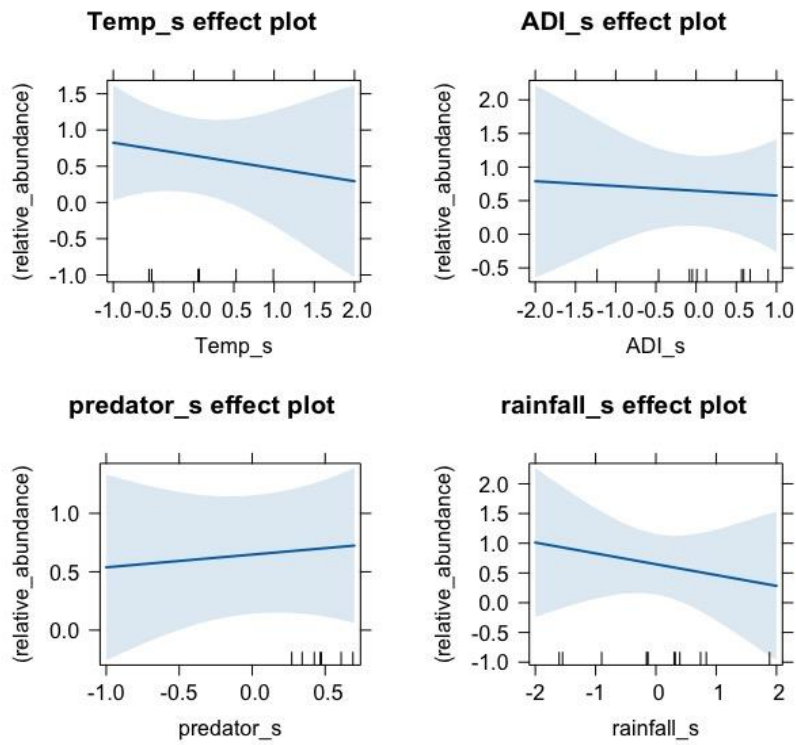 Temp_s effect plot
(relative_abundance)
1.5
1.0
0.5
0.0
-0.5
-1.0
-1.0 -0.5 0.0 0.5 1.0 1.5 2.0
Temp_s
ADI_s effect plot
(relative_abundance)
2.0
1.5
1.0
0.5
0.0
-0.5
-2.0 -1.5 -1.0 -0.5 0.0 0.5 1.0
ADI_s
predator_s effect plot
(relative_abundance)
1.0
0.5
0.0
-1.0 -0.5 0.0 0.5
predator_s
rainfall_s effect plot
(relative_abundance)
2.0
1.5
1.0
0.5
0.0
-0.5
-1.0
-2 -1 0 1 2
rainfall_s